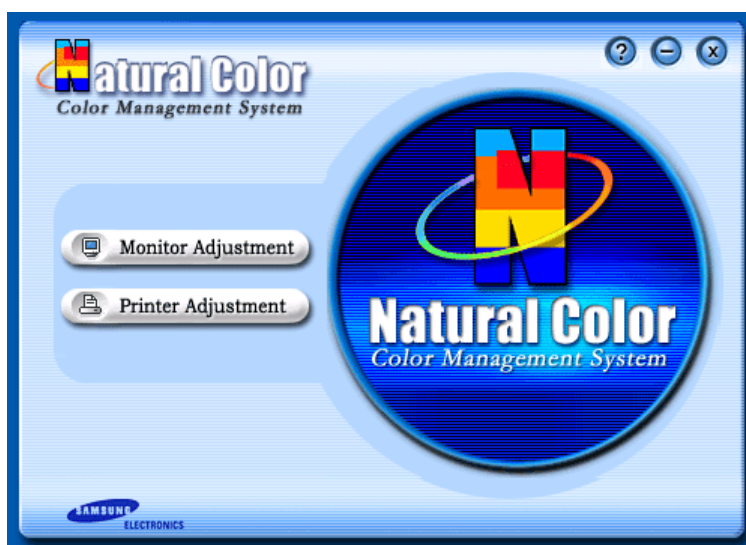 Natural Color
Color Management System
? − x
Monitor Adjustment
Printer Adjustment
N
Natural Color
Color Management System
SAMSUNG
ELECTRONICS